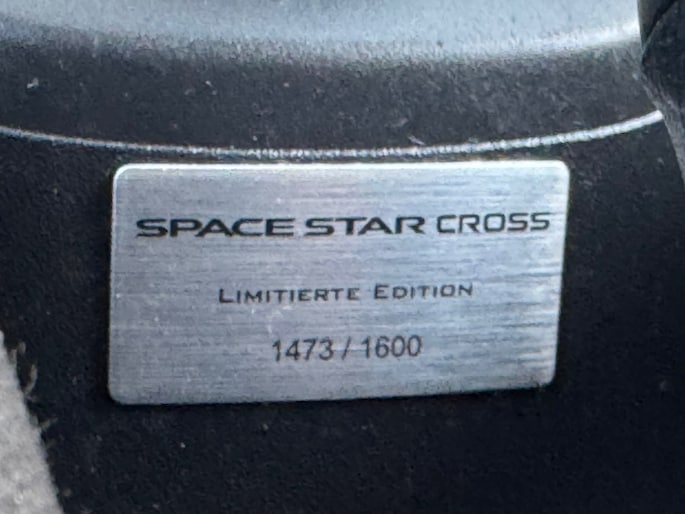 SPACE STAR CROSS
LIMITIERTE EDITION
1473 / 1600